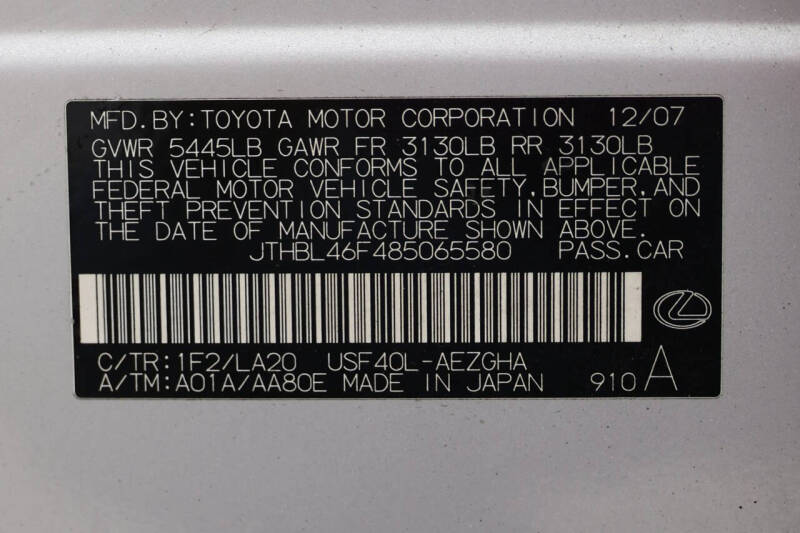 MFD.BY:TOYOTA MOTOR CORPORATION 12/07
GVWR 5445LB GAWR FR 3130LB RR 3130LB
THIS VEHICLE CONFORMS TO ALL APPLICABLE
FEDERAL MOTOR VEHICLE SAFETY,BUMPER,AND
THEFT PREVENTION STANDARDS IN EFFECT ON
THE DATE OF MANUFACTURE SHOWN ABOVE.
JTHBL46F485065580 PASS.CAR
C/TR:1F2/LA20 USF40L-AEZGHA
A/TM:A01A/AA80E MADE IN JAPAN 910 A